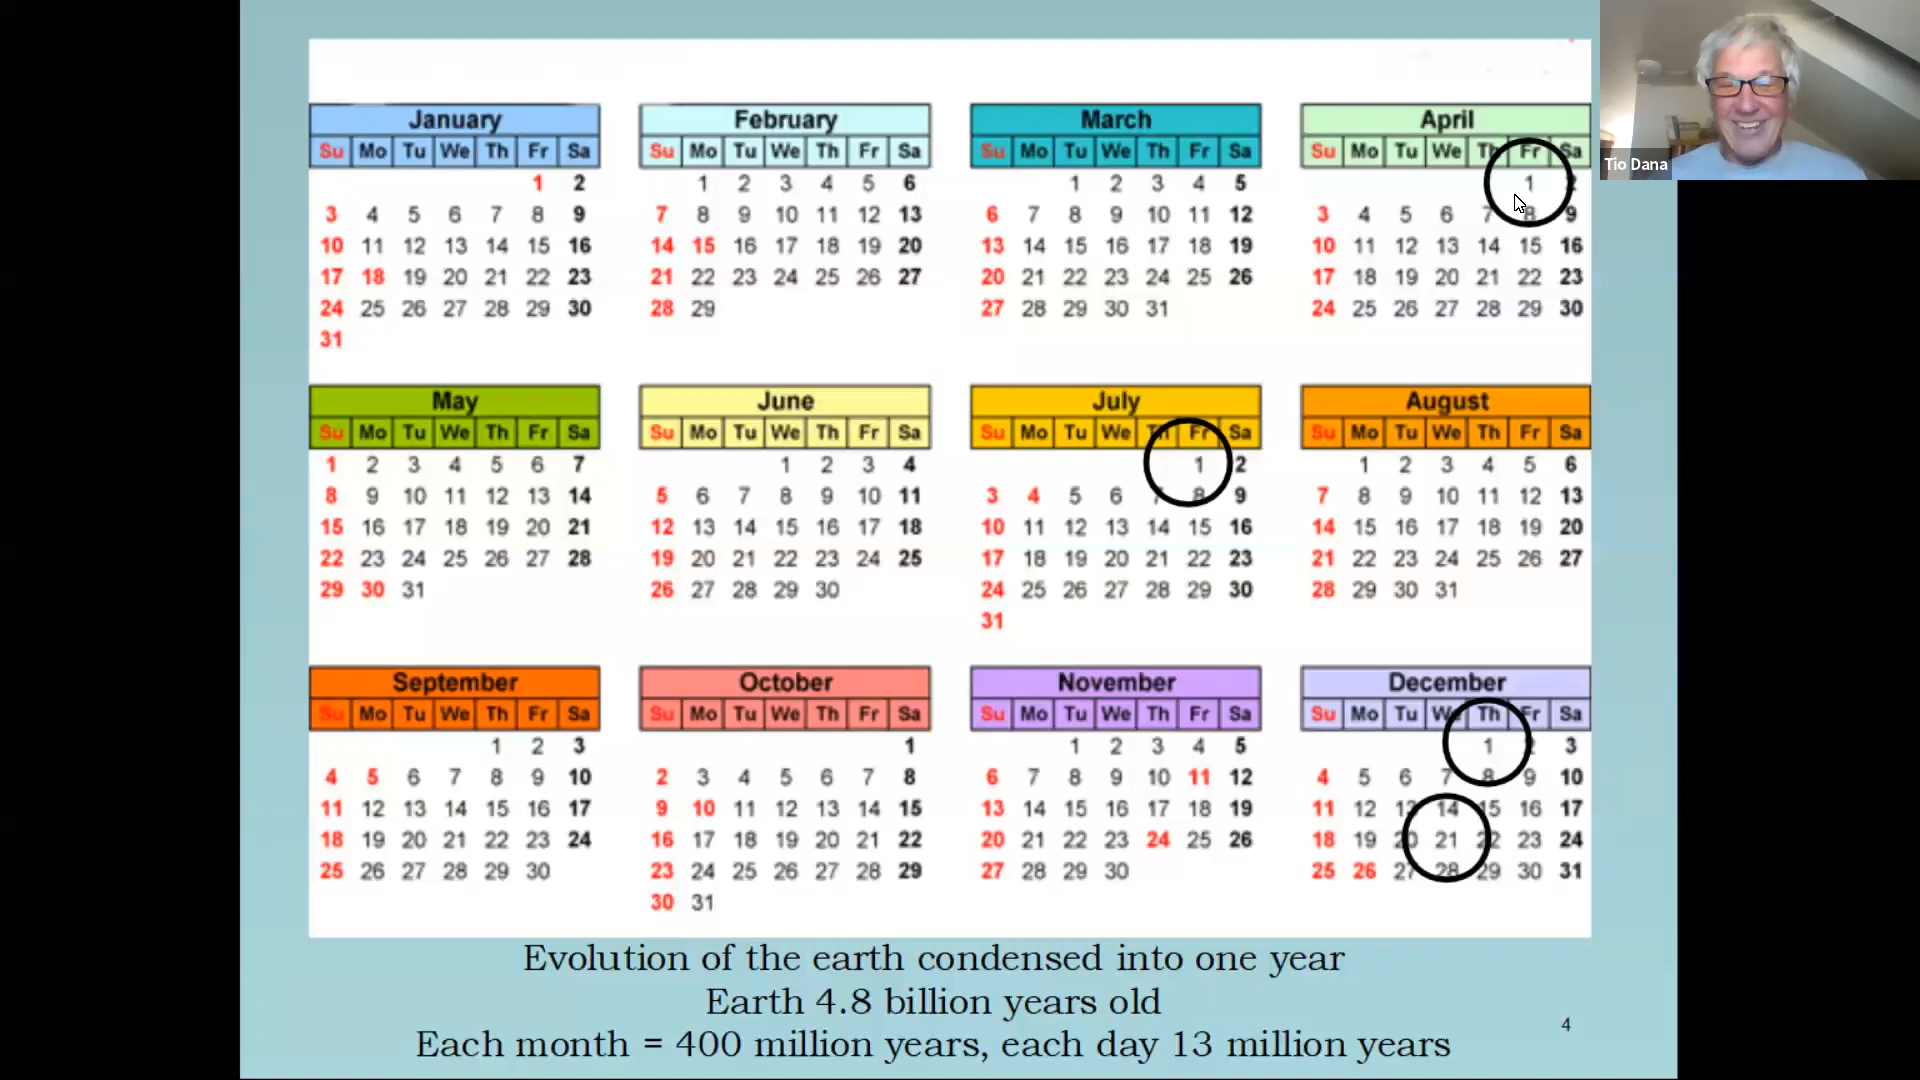 January February March April
Su Mo Tu We Th Fr Sa Su Mo Tu We Th Fr Sa Su Mo Tu We Th Fr Sa Su Mo Tu We Th Fr Sa
1 2 1 2 3 4 5 6 1 2 3 4 5 1 2
3 4 5 6 7 8 9 7 8 9 10 11 12 13 6 7 8 9 10 11 12 3 4 5 6 7 8 9
10 11 12 13 14 15 16 14 15 16 17 18 19 20 13 14 15 16 17 18 19 10 11 12 13 14 15 16
17 18 19 20 21 22 23 21 22 23 24 25 26 27 20 21 22 23 24 25 26 17 18 19 20 21 22 23
24 25 26 27 28 29 30 28 29 27 28 29 30 31 24 25 26 27 28 29 30
31
May June July August
Su Mo Tu We Th Fr Sa Su Mo Tu We Th Fr Sa Su Mo Tu We Th Fr Sa Su Mo Tu We Th Fr Sa
1 2 3 4 5 6 7 1 2 3 4 1 2 1 2 3 4 5 6
8 9 10 11 12 13 14 5 6 7 8 9 10 11 3 4 5 6 7 8 9 7 8 9 10 11 12 13
15 16 17 18 19 20 21 12 13 14 15 16 17 18 10 11 12 13 14 15 16 14 15 16 17 18 19 20
22 23 24 25 26 27 28 19 20 21 22 23 24 25 17 18 19 20 21 22 23 21 22 23 24 25 26 27
29 30 31 26 27 28 29 30 24 25 26 27 28 29 30 28 29 30 31
31
September October November December
Su Mo Tu We Th Fr Sa Su Mo Tu We Th Fr Sa Su Mo Tu We Th Fr Sa Su Mo Tu We Th Fr Sa
1 2 3 1 1 2 3 4 5 1 2 3
4 5 6 7 8 9 10 2 3 4 5 6 7 8 6 7 8 9 10 11 12 4 5 6 7 8 9 10
11 12 13 14 15 16 17 9 10 11 12 13 14 15 13 14 15 16 17 18 19 11 12 13 14 15 16 17
18 19 20 21 22 23 24 16 17 18 19 20 21 22 20 21 22 23 24 25 26 18 19 20 21 22 23 24
25 26 27 28 29 30 23 24 25 26 27 28 29 27 28 29 30 25 26 27 28 29 30 31
30 31
Evolution of the earth condensed into one year
Earth 4.8 billion years old
Each month = 400 million years, each day 13 million years
4
Tio Dana